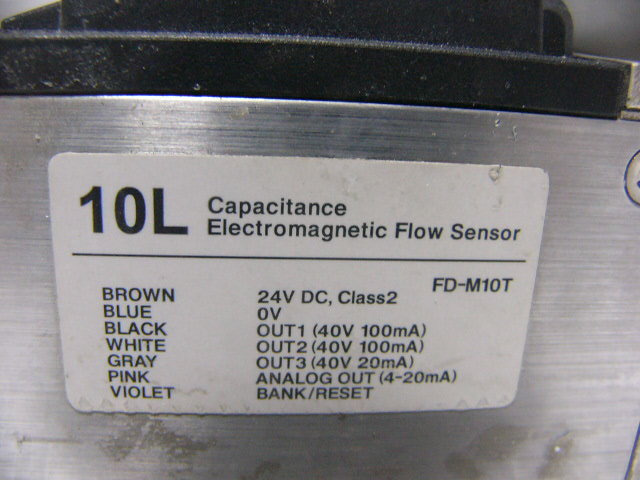 10L Capacitance
Electromagnetic Flow Sensor
FD-M10T
BROWN 24V DC, Class2
BLUE 0V
BLACK OUT1 (40V 100mA)
WHITE OUT2 (40V 100mA)
GRAY OUT3 (40V 20mA)
PINK ANALOG OUT (4-20mA)
VIOLET BANK/RESET